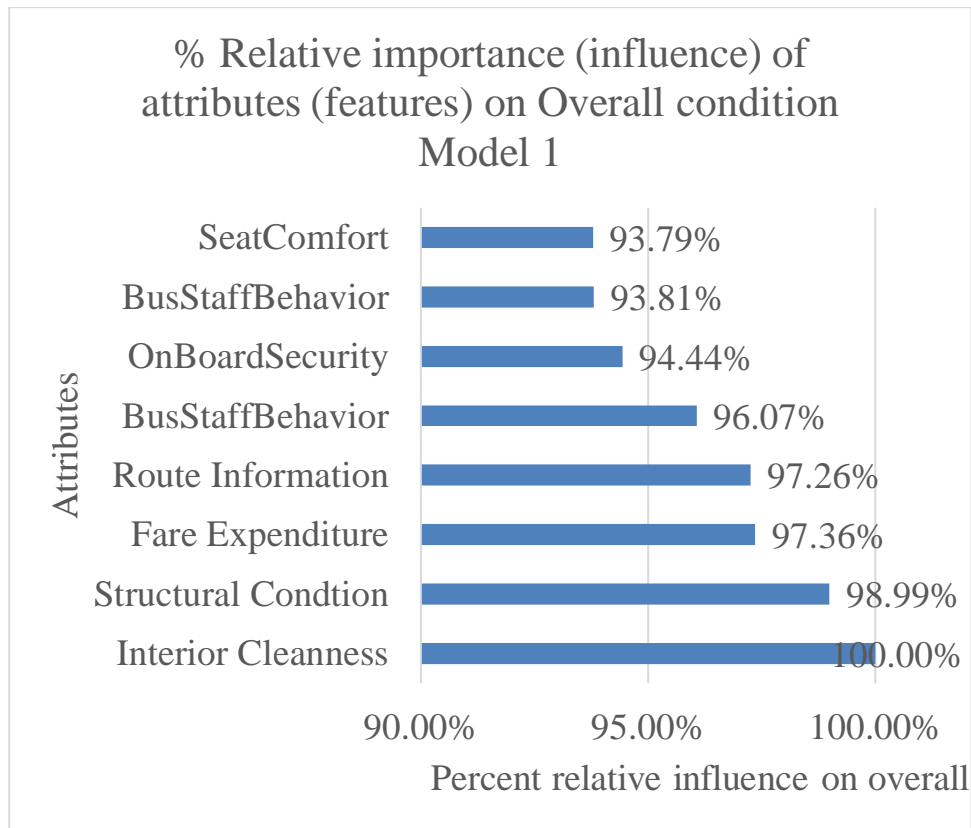 % Relative importance (influence) of
attributes (features) on Overall condition
Model 1
Attributes
SeatComfort 93.79%
BusStaffBehavior 93.81%
OnBoardSecurity 94.44%
BusStaffBehavior 96.07%
Route Information 97.26%
Fare Expenditure 97.36%
Structural Condtion 98.99%
Interior Cleanness 100.00%
90.00% 95.00% 100.00%
Percent relative influence on overall